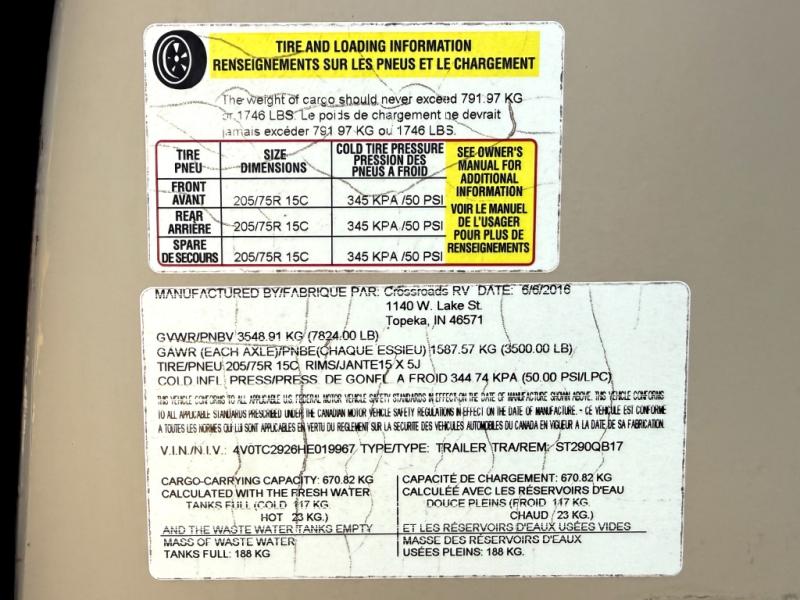 TIRE AND LOADING INFORMATION
RENSEIGNEMENTS SUR LES PNEUS ET LE CHARGEMENT
The weight of cargo should never exceed 791.97 KG
or 1746 LBS. Le poids de chargement ne devrait
jamais excéder 791.97 KG ou 1746 LBS.
TIRE PNEU SIZE DIMENSIONS COLD TIRE PRESSURE PRESSION DES PNEUS A FROID
FRONT AVANT 205/75R 15C 345 KPA /50 PSI
REAR ARRIÈRE 205/75R 15C 345 KPA /50 PSI
SPARE DE SECOURS 205/75R 15C 345 KPA /50 PSI
SEE OWNER'S
MANUAL FOR
ADDITIONAL
INFORMATION
VOIR LE MANUEL
DE L'USAGER
POUR PLUS DE
RENSEIGNEMENTS
MANUFACTURED BY/FABRIQUE PAR: Crossroads RV DATE: 6/6/2016
1140 W. Lake St.
Topeka, IN 46571
GVWR/PNBV 3548.91 KG (7824.00 LB)
GAWR (EACH AXLE)/PNBE(CHAQUE ESSIEU) 1587.57 KG (3500.00 LB)
TIRE/PNEU 205/75R 15C RIMS/JANTE15 X 5J
COLD INFL. PRESS/PRESS. DE GONFL. A FROID 344.74 KPA (50.00 PSI/LPC)
THIS VEHICLE CONFORMS TO ALL APPLICABLE U.S. FEDERAL MOTOR VEHICLE SAFETY STANDARDS IN EFFECT ON THE DATE OF MANUFACTURE SHOWN ABOVE. THIS VEHICLE CONFORMS
TO ALL APPLICABLE STANDARDS PRESCRIBED UNDER THE CANADIAN MOTOR VEHICLE SAFETY REGULATIONS IN EFFECT ON THE DATE OF MANUFACTURE. - CE VEHICULE EST CONFORME
A TOUTES LES NORMES QUI LUI SONT APPLICABLES EN VERTU DU REGLEMENT SUR LA SECURITE DES VEHICULES AUTOMOBILES DU CANADA EN VIGUEUR A LA DATE DE SA FABRICATION.
V.I.N./N.I.V.: 4V0TC2926HE019967 TYPE/TYPE: TRAILER TRA/REM: ST290QB17
CARGO-CARRYING CAPACITY: 670.82 KG
CALCULATED WITH THE FRESH WATER
TANKS FULL (COLD 117 KG.
HOT 23 KG.)
AND THE WASTE WATER TANKS EMPTY
MASS OF WASTE WATER
TANKS FULL: 188 KG
CAPACITÉ DE CHARGEMENT: 670.82 KG
CALCULÉE AVEC LES RÉSERVOIRS D'EAU
DOUCE PLEINS (FROID 117 KG.
CHAUD 23 KG.)
ET LES RÉSERVOIRS D'EAUX USÉES VIDES
MASSE DES RÉSERVOIRS D'EAUX
USÉES PLEINS: 188 KG.